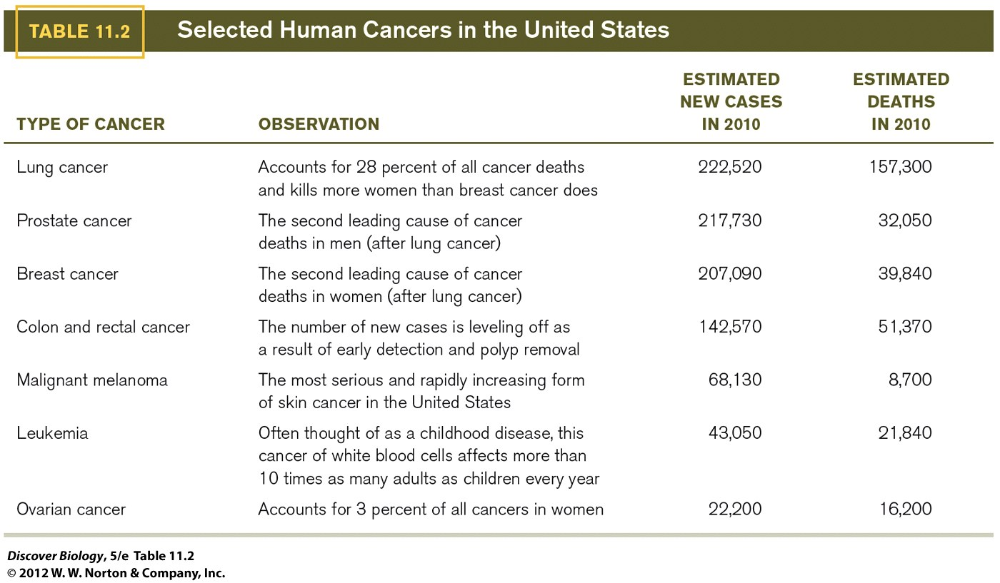 TABLE 11.2 Selected Human Cancers in the United States
ESTIMATED ESTIMATED
NEW CASES DEATHS
TYPE OF CANCER OBSERVATION IN 2010 IN 2010
Lung cancer Accounts for 28 percent of all cancer deaths 222,520 157,300
and kills more women than breast cancer does
Prostate cancer The second leading cause of cancer 217,730 32,050
deaths in men (after lung cancer)
Breast cancer The second leading cause of cancer 207,090 39,840
deaths in women (after lung cancer)
Colon and rectal cancer The number of new cases is leveling off as 142,570 51,370
a result of early detection and polyp removal
Malignant melanoma The most serious and rapidly increasing form 68,130 8,700
of skin cancer in the United States
Leukemia Often thought of as a childhood disease, this 43,050 21,840
cancer of white blood cells affects more than
10 times as many adults as children every year
Ovarian cancer Accounts for 3 percent of all cancers in women 22,200 16,200
Discover Biology, 5/e Table 11.2
© 2012 W. W. Norton & Company, Inc.